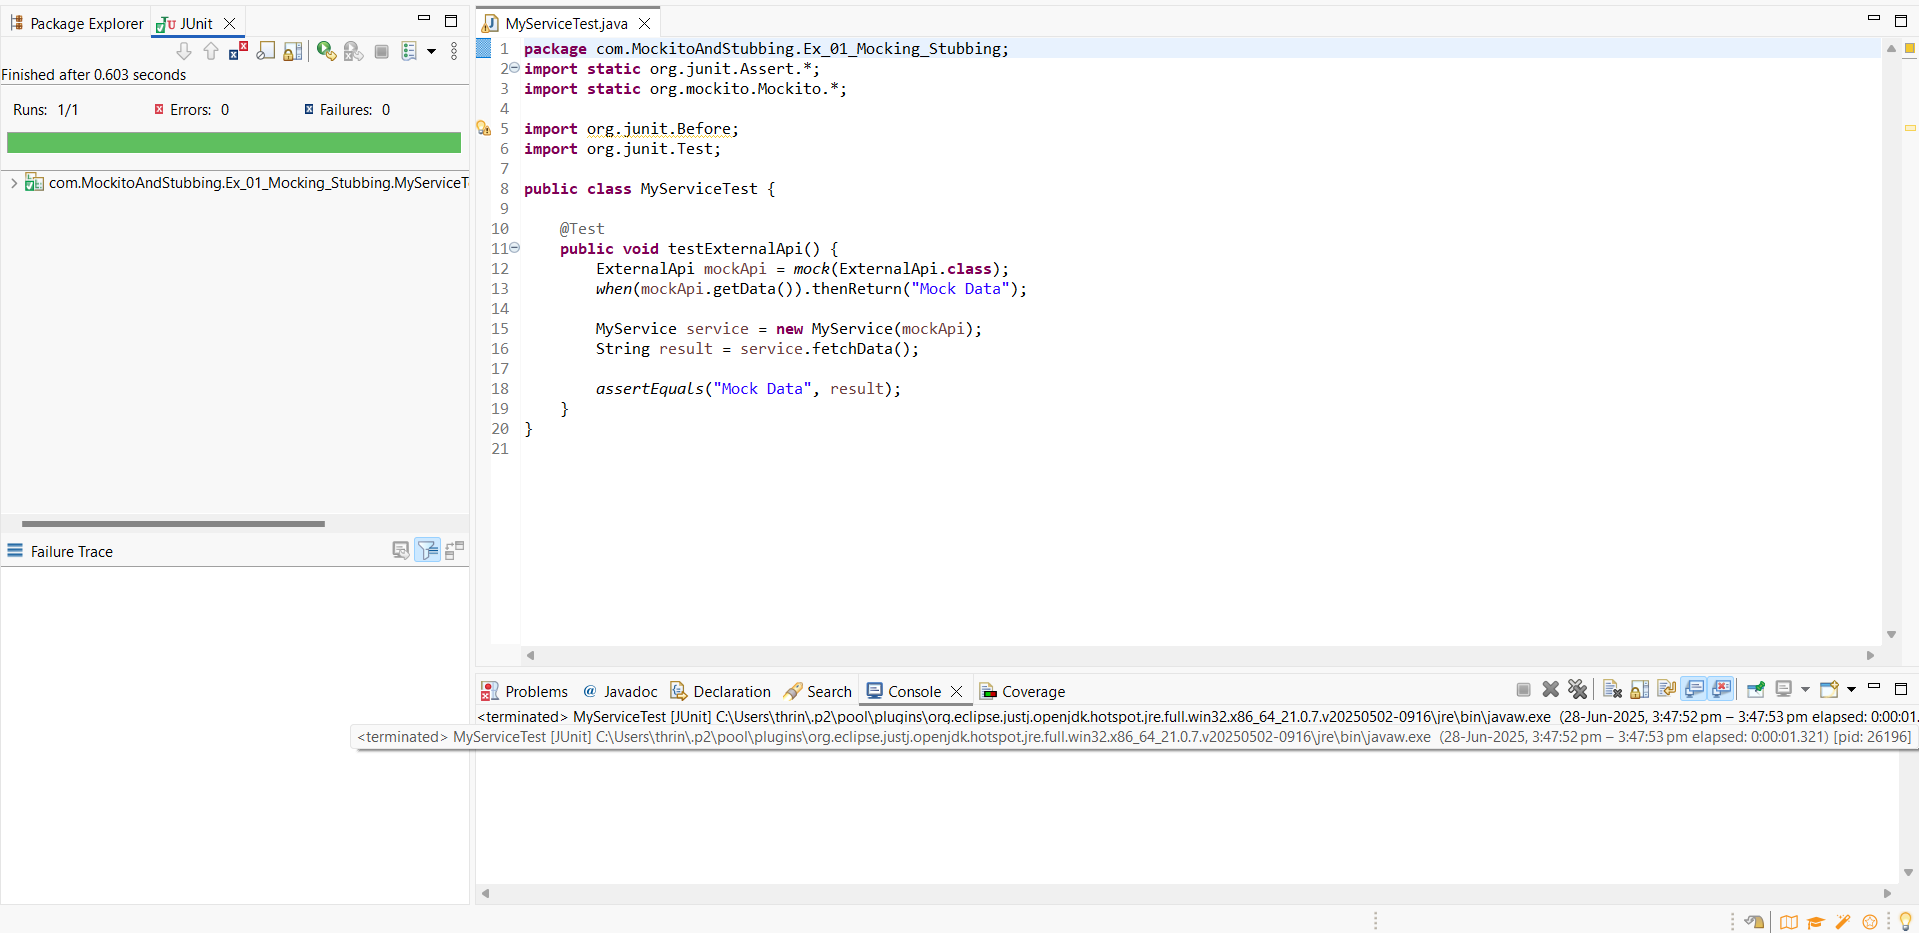 Package Explorer
JUnit
Finished after 0.603 seconds
Runs: 1/1
Errors: 0
Failures: 0
com.MockitoAndStubbing.Ex_01_Mocking_Stubbing.MyServiceT
Failure Trace
MyServiceTest.java
1 package com.MockitoAndStubbing.Ex_01_Mocking_Stubbing;
2 import static org.junit.Assert.*;
3 import static org.mockito.Mockito.*;
4
5 import org.junit.Before;
6 import org.junit.Test;
7
8 public class MyServiceTest {
9
10 @Test
11 public void testExternalApi() {
12 ExternalApi mockApi = mock(ExternalApi.class);
13 when(mockApi.getData()).thenReturn("Mock Data");
14
15 MyService service = new MyService(mockApi);
16 String result = service.fetchData();
17
18 assertEquals("Mock Data", result);
19 }
20 }
21
Problems @ Javadoc Declaration Search Console Coverage
<terminated> MyServiceTest [JUnit] C:\Users\thrin\.p2\pool\plugins\org.eclipse.justj.openjdk.hotspot.jre.full.win32.x86_64_21.0.7.v20250502-0916\jre\bin\javaw.exe (28-Jun-2025, 3:47:52 pm – 3:47:53 pm elapsed: 0:00:01.
<terminated> MyServiceTest [JUnit] C:\Users\thrin\.p2\pool\plugins\org.eclipse.justj.openjdk.hotspot.jre.full.win32.x86_64_21.0.7.v20250502-0916\jre\bin\javaw.exe (28-Jun-2025, 3:47:52 pm – 3:47:53 pm elapsed: 0:00:01.321) [pid: 26196]